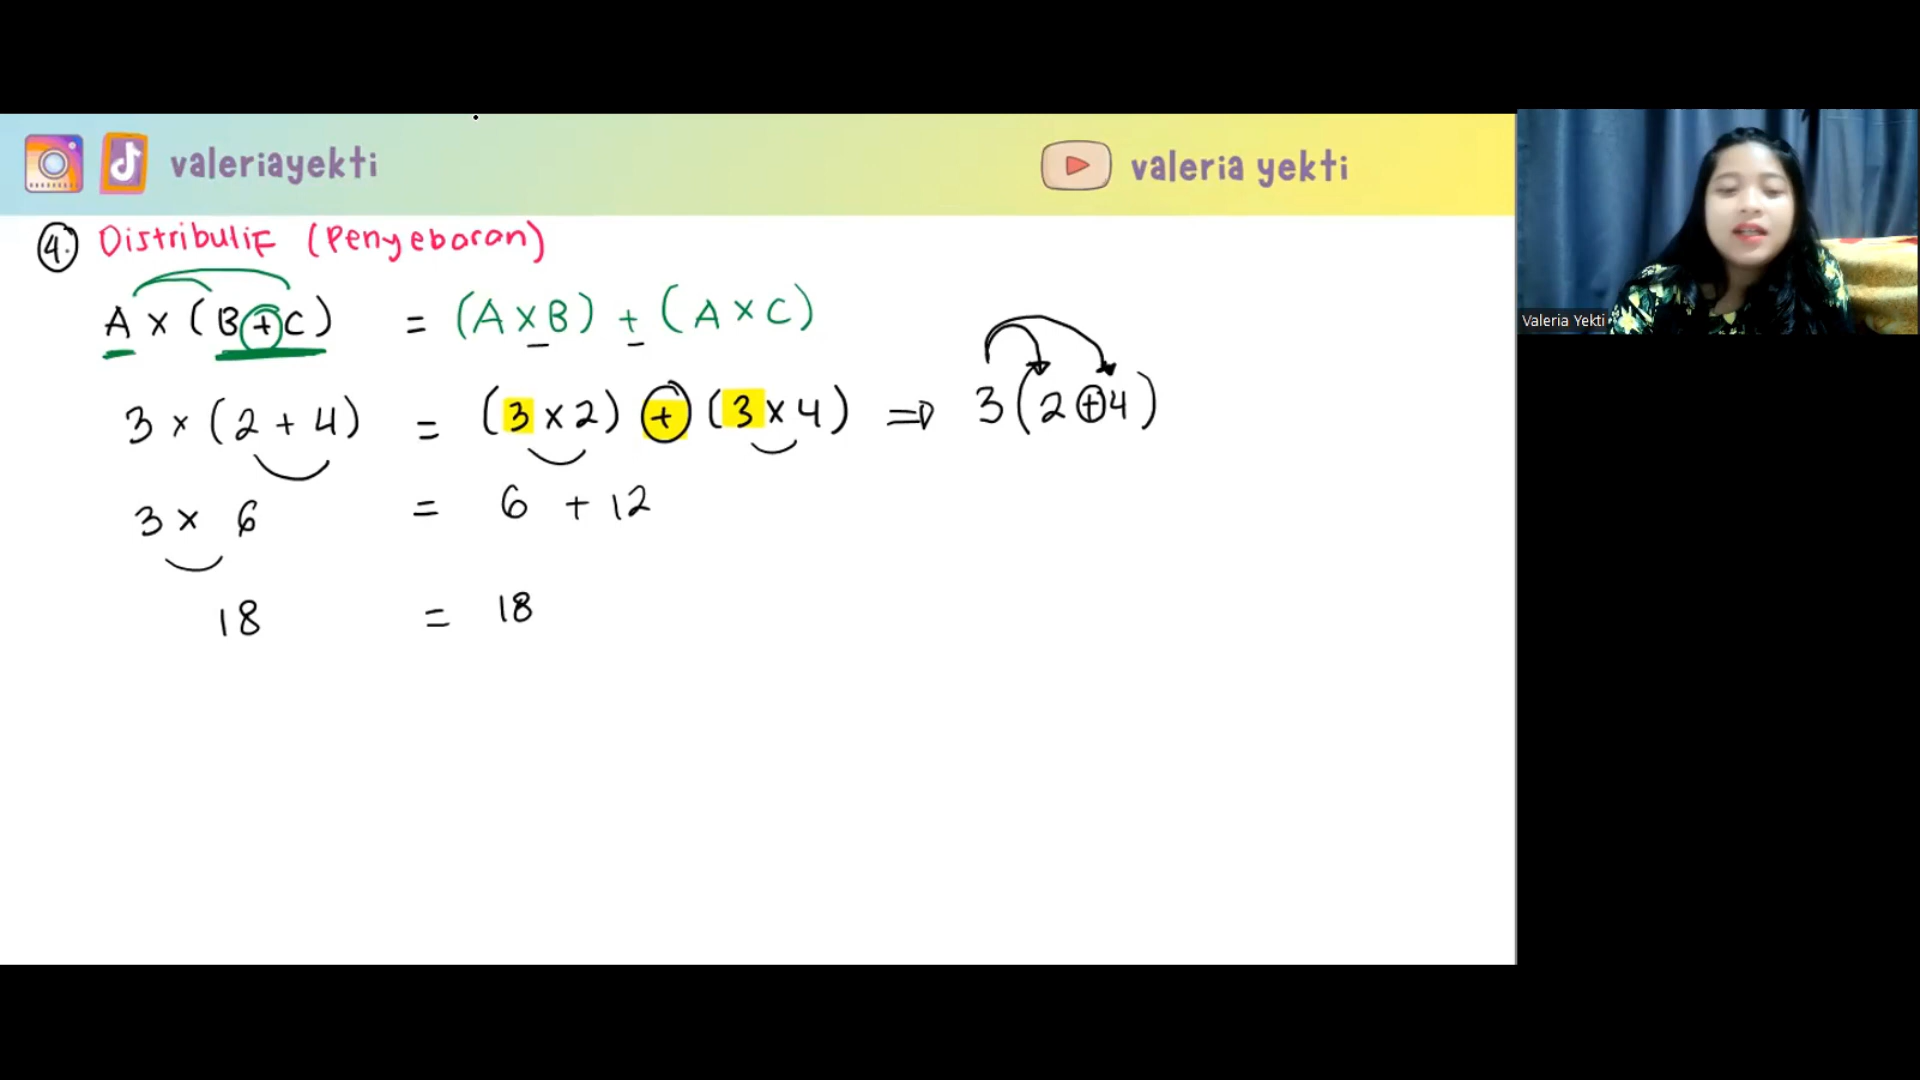 valeriayekti
valeria yekti
4. Distribulif (Penyebaran)
A × (B + C) = (A × B) + (A × C)
3 × (2 + 4) = (3 × 2) + (3 × 4) ⇒ 3(2 + 4)
3 × 6 = 6 + 12
18 = 18
Valeria Yekti